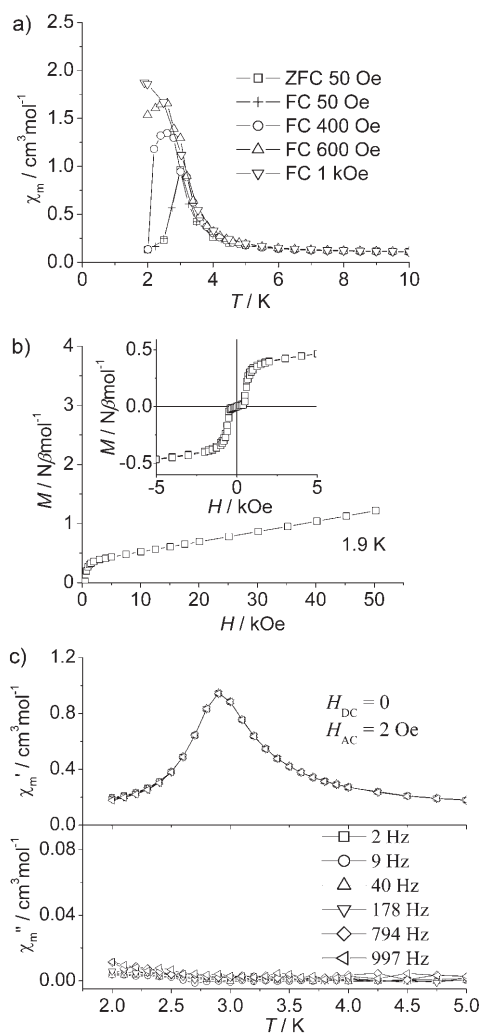 a)
2.5
2.0
1.5
1.0
0.5
0.0
χm / cm³mol⁻¹
ZFC 50 Oe
FC 50 Oe
FC 400 Oe
FC 600 Oe
FC 1 kOe
0 2 4 6 8 10
T / K
b)
4
3
2
1
0
M / Nβmol⁻¹
0.5
0.0
-0.5
M / Nβmol⁻¹
-5 0 5
H / kOe
1.9 K
0 10 20 30 40 50
H / kOe
c)
1.2
0.8
0.4
0.0
χm' / cm³mol⁻¹
HDC = 0
HAC = 2 Oe
0.08
0.04
0.00
χm'' / cm³mol⁻¹
2 Hz
9 Hz
40 Hz
178 Hz
794 Hz
997 Hz
2.0 2.5 3.0 3.5 4.0 4.5 5.0
T / K